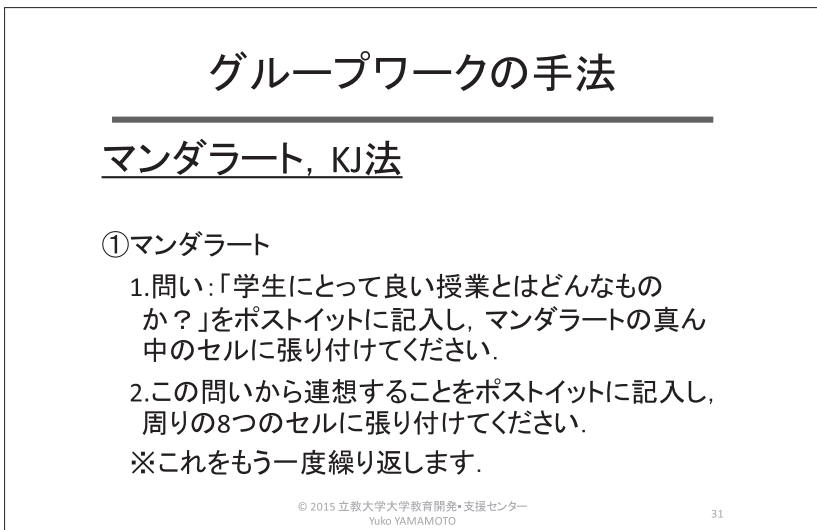 グループワークの手法
マンダラート, KJ法
①マンダラート
1.問い:「学生にとって良い授業とはどんなもの
か?」をポストイットに記入し, マンダラートの真ん
中のセルに張り付けてください.
2.この問いから連想することをポストイットに記入し,
周りの8つのセルに張り付けてください.
※これをもう一度繰り返します.
© 2015 立教大学大学教育開発・支援センター
Yuko YAMAMOTO
31